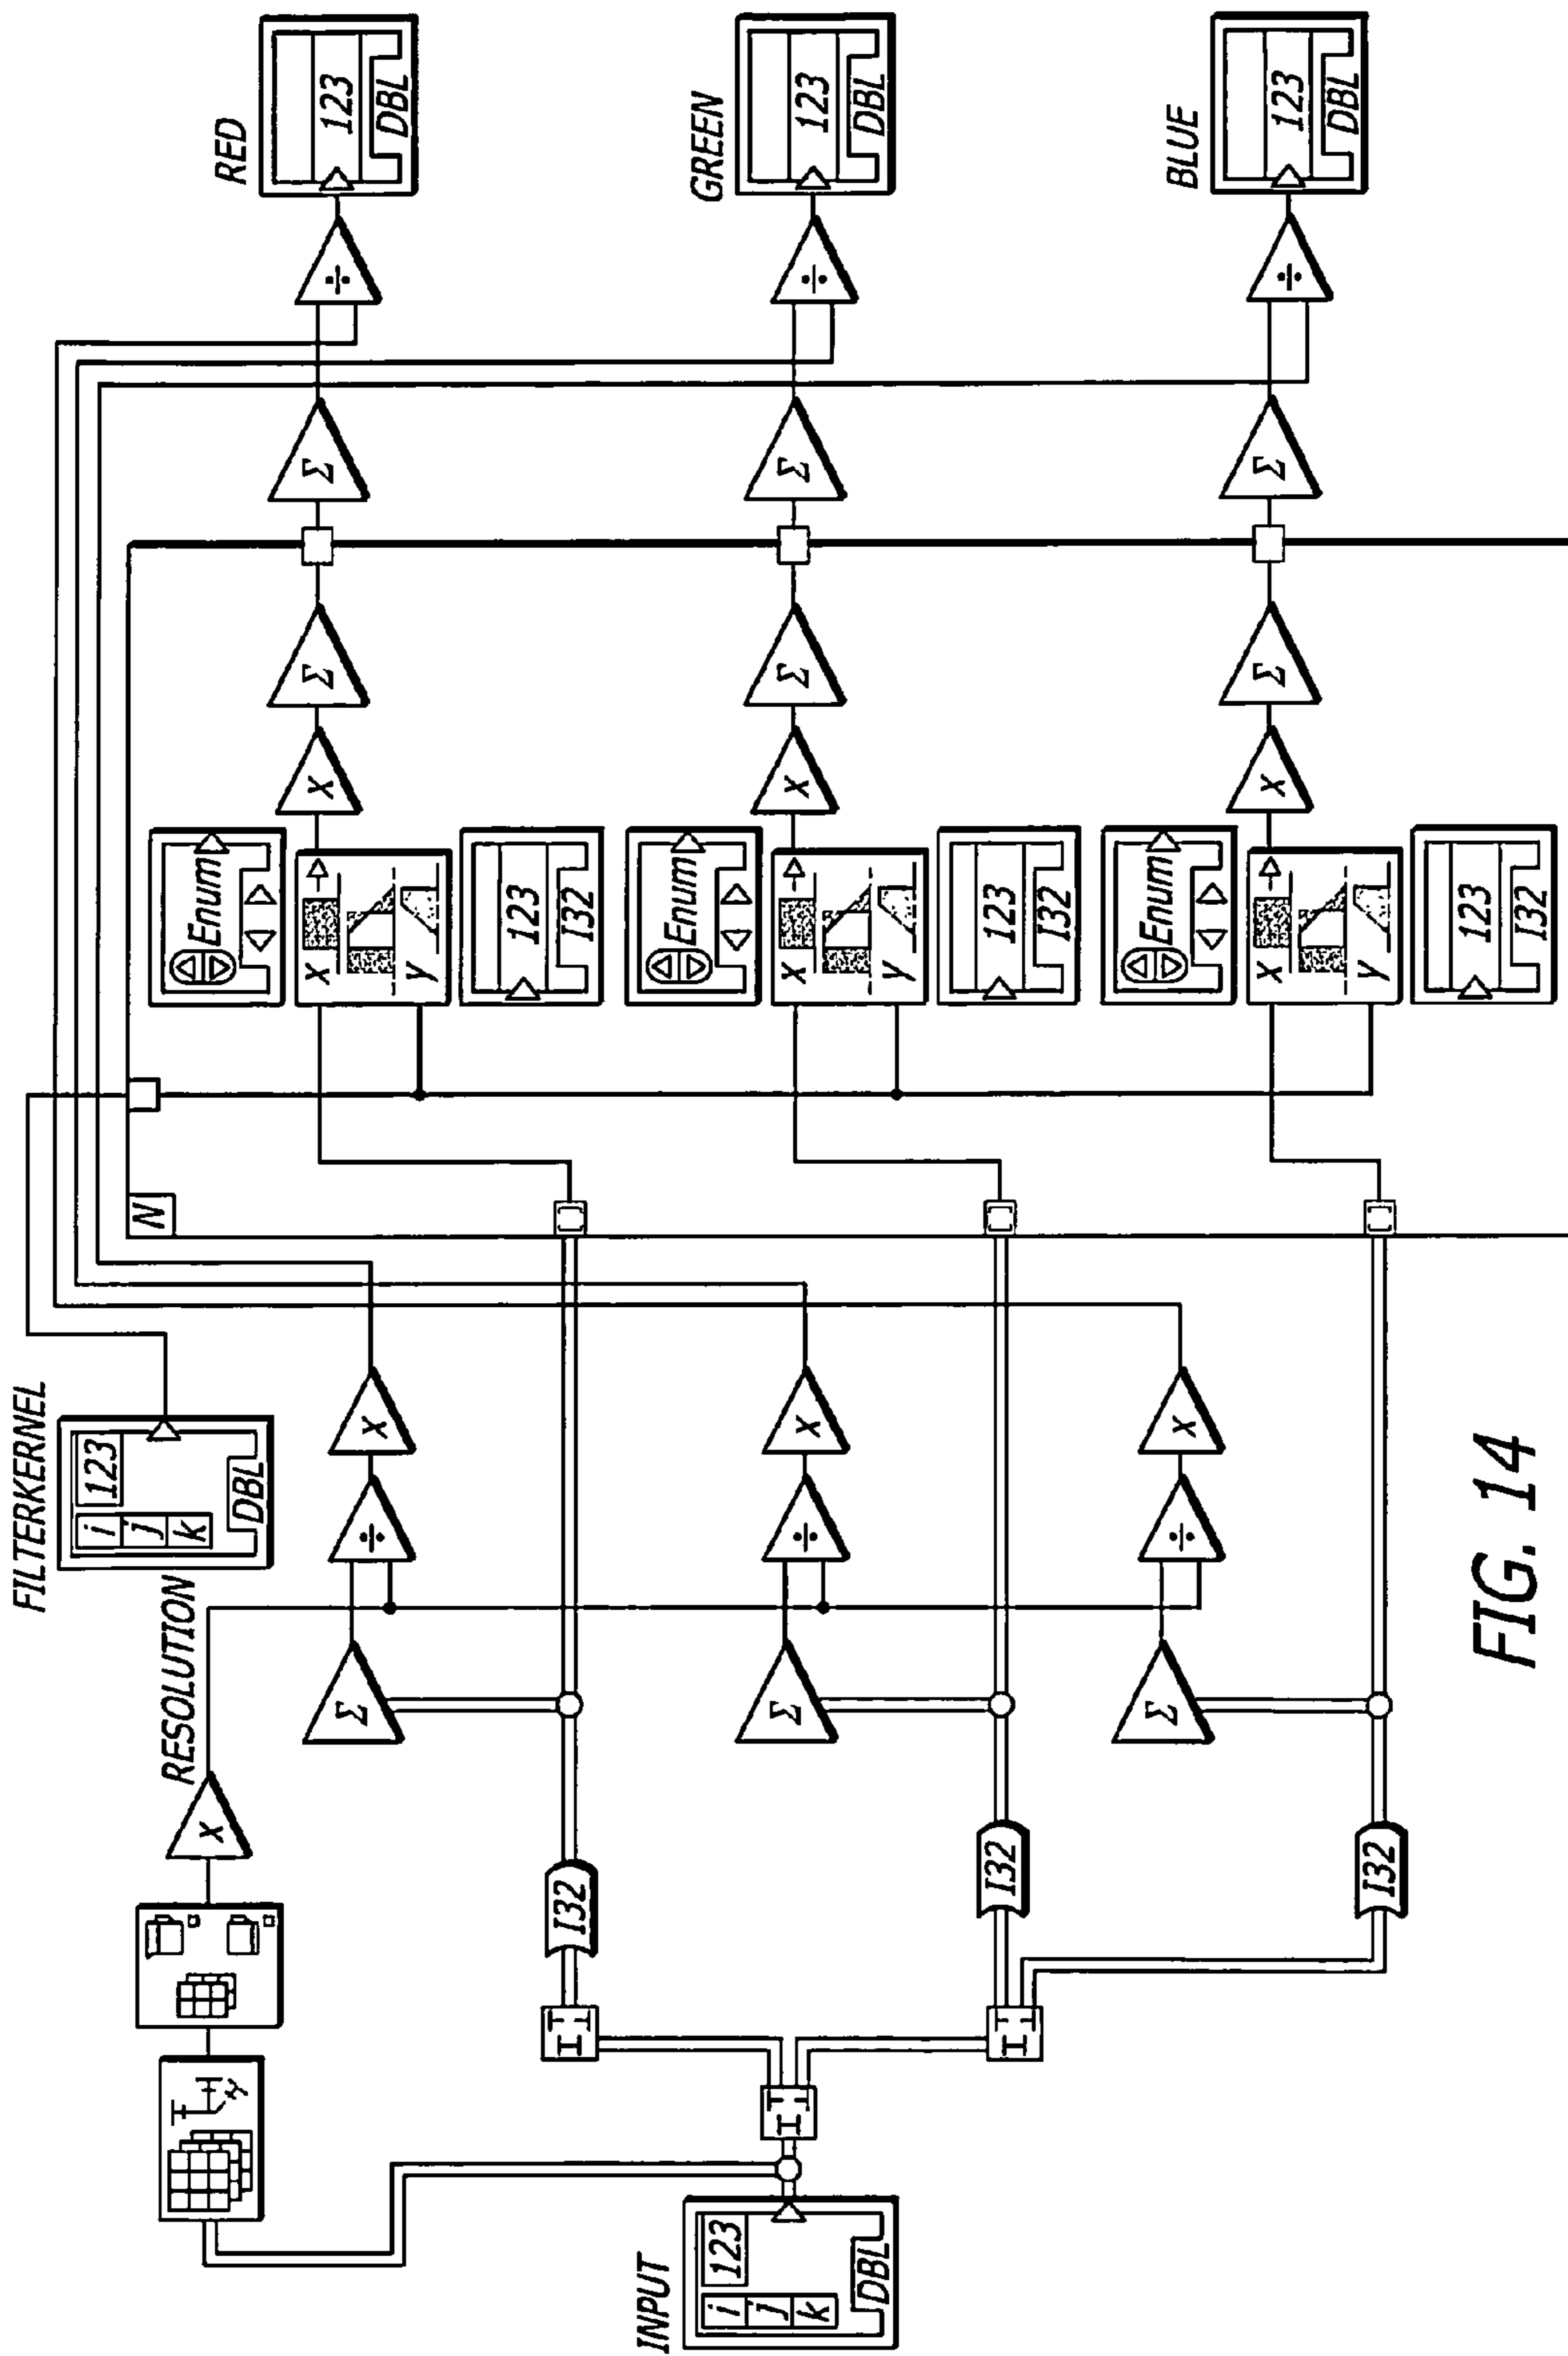 FILTERKERNEL
i
j
k
123
DBL
RESOLUTION
X
INPUT
i
j
k
123
DBL
I32
I32
I32
Σ
÷
X
Σ
÷
X
Σ
÷
X
N
Enum
X
Y
123
I32
X
Σ
Σ
÷
RED
123
DBL
Enum
X
Y
123
I32
X
Σ
Σ
÷
GREEN
123
DBL
Enum
X
Y
123
I32
X
Σ
Σ
÷
BLUE
123
DBL
FIG. 14